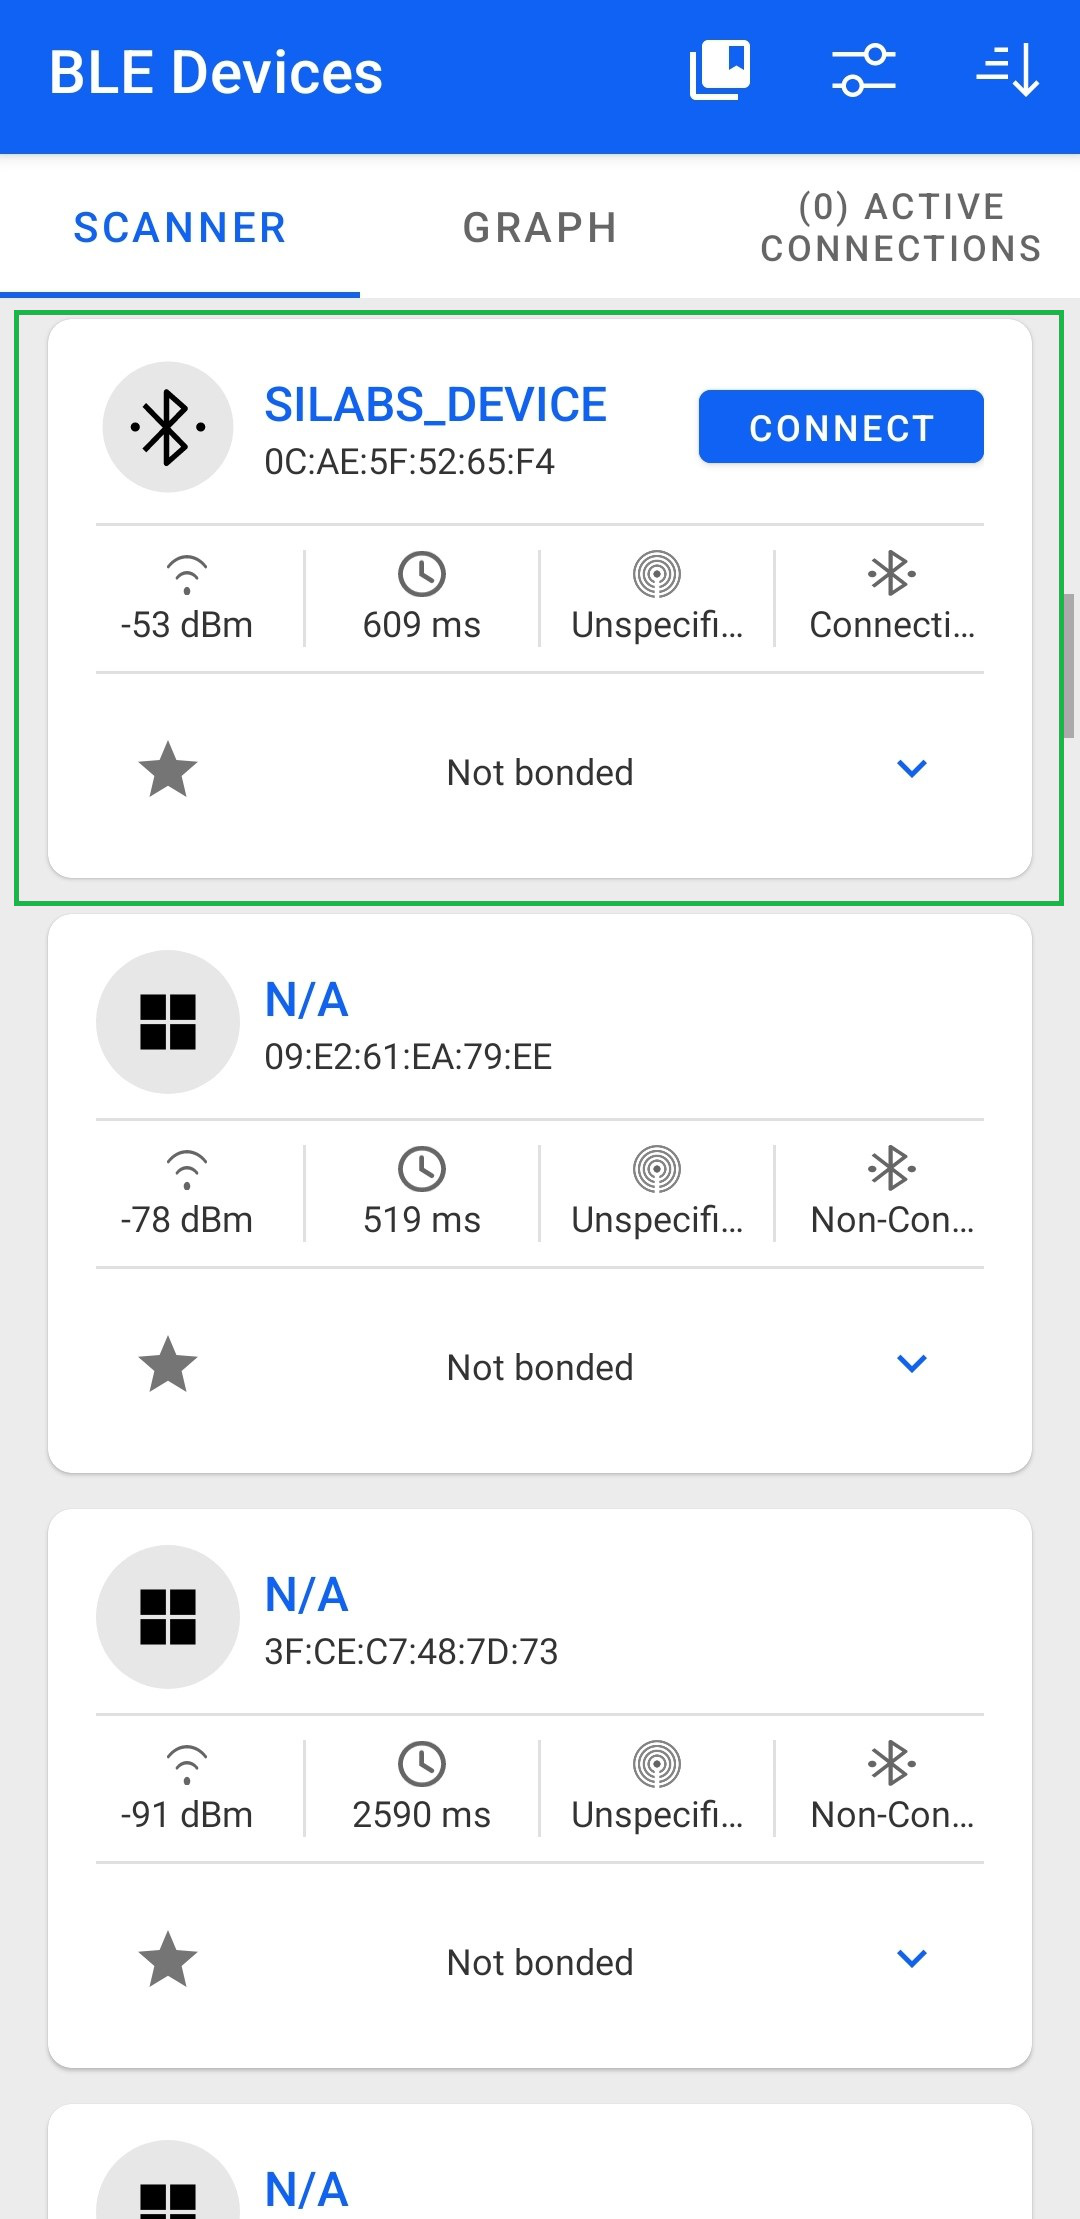 BLE Devices
SCANNER
GRAPH
(0) ACTIVE
CONNECTIONS
SILABS_DEVICE
0C:AE:5F:52:65:F4
CONNECT
-53 dBm
609 ms
Unspecifi...
Connecti...
Not bonded
N/A
09:E2:61:EA:79:EE
-78 dBm
519 ms
Unspecifi...
Non-Con...
Not bonded
N/A
3F:CE:C7:48:7D:73
-91 dBm
2590 ms
Unspecifi...
Non-Con...
Not bonded
N/A